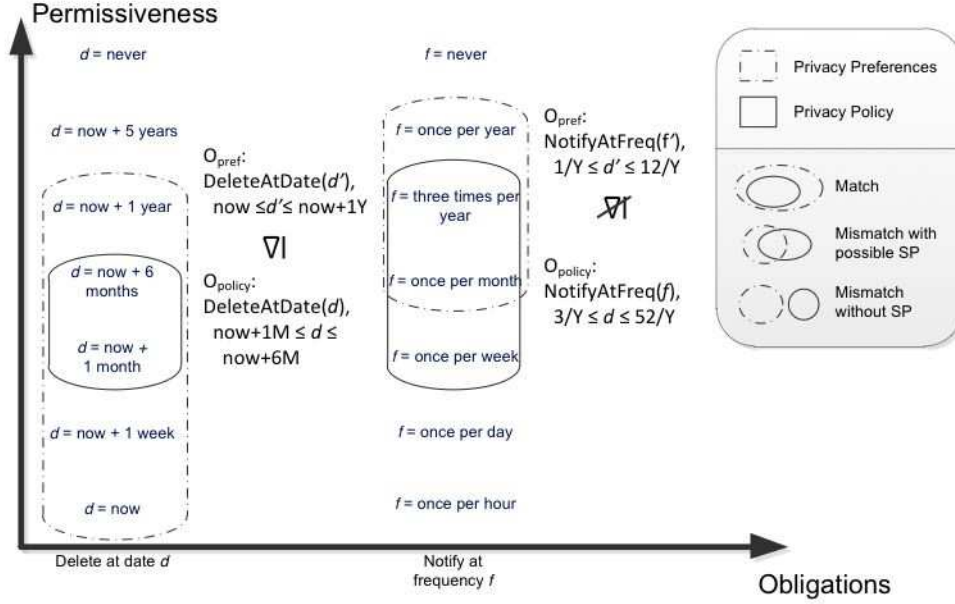 Permissiveness
d = never
d = now + 5 years
d = now + 1 year
d = now + 6
months
d = now +
1 month
d = now + 1 week
d = now
Delete at date d
Opref:
DeleteAtDate(d’),
now ≤d’≤ now+1Y
∇I
Opolicy:
DeleteAtDate(d),
now+1M ≤ d ≤
now+6M
f = never
f = once per year
f = three times per
year
f = once per month
f = once per week
f = once per day
f = once per hour
Notify at
frequency f
Opref:
NotifyAtFreq(f’),
1/Y ≤ d’ ≤ 12/Y
∇I
Opolicy:
NotifyAtFreq(f),
3/Y ≤ d ≤ 52/Y
Obligations
Privacy Preferences
Privacy Policy
Match
Mismatch with
possible SP
Mismatch
without SP